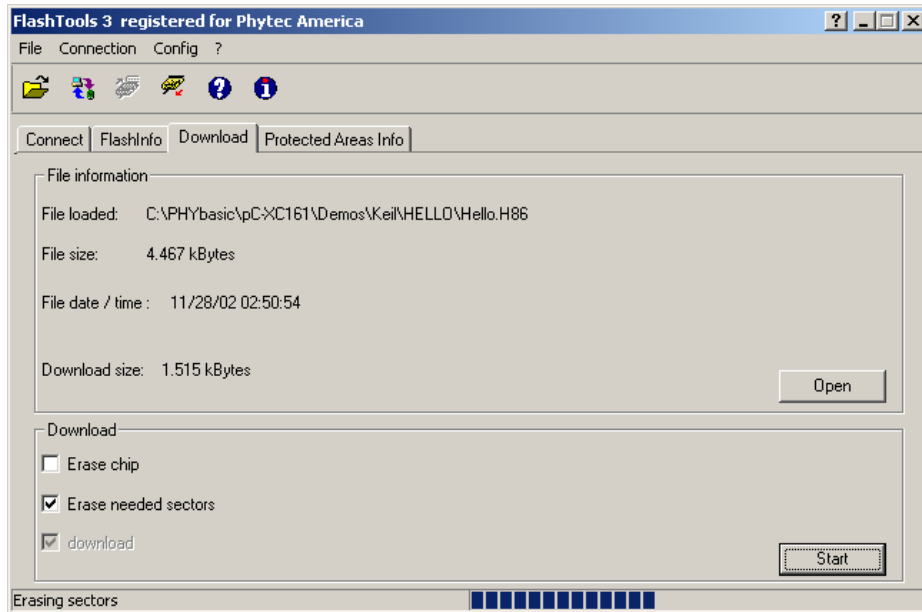 FlashTools 3 registered for Phytec America
File Connection Config ?
Connect FlashInfo Download Protected Areas Info
File information
File loaded: C:\PHYbasic\pC-XC161\Demos\Keil\HELLO\Hello.H86
File size: 4.467 kBytes
File date / time : 11/28/02 02:50:54
Download size: 1.515 kBytes
Open
Download
Erase chip
Erase needed sectors
download
Start
Erasing sectors